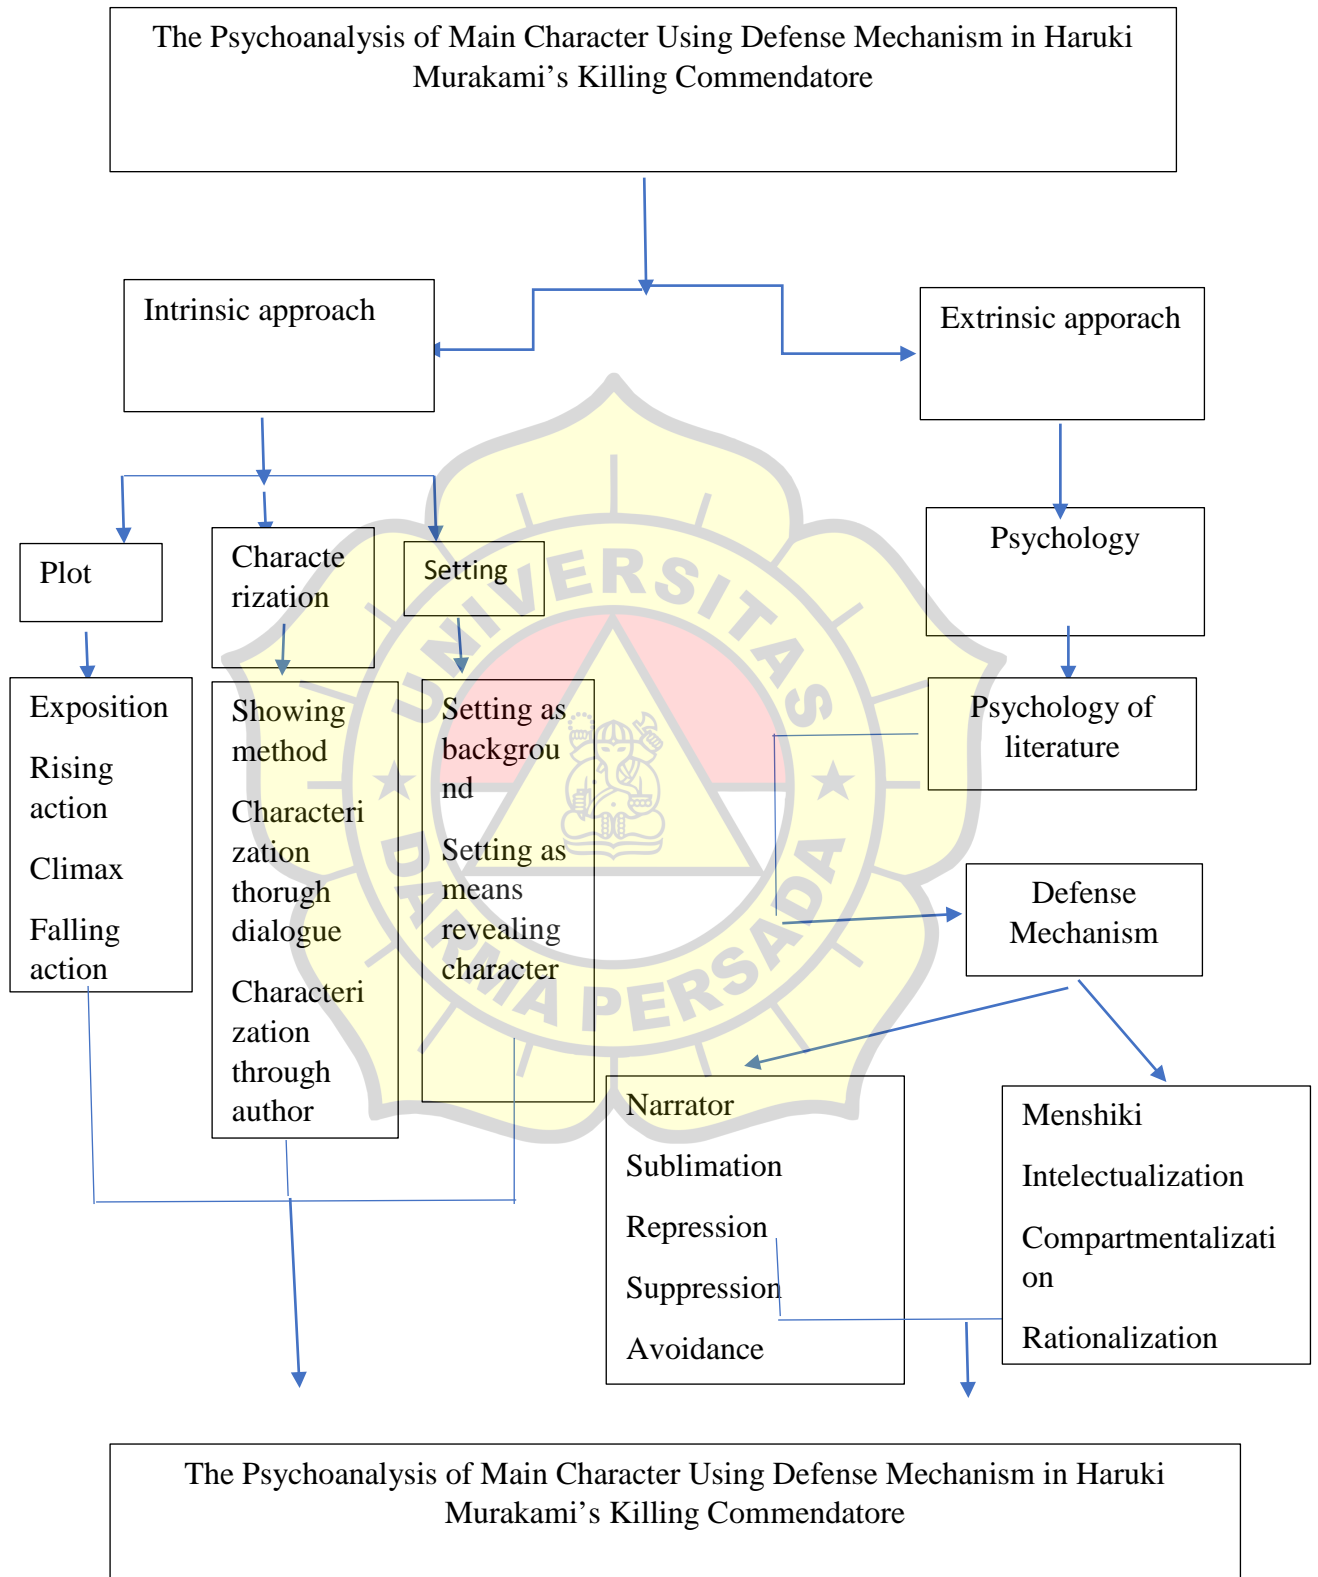 The Psychoanalysis of Main Character Using Defense Mechanism in Haruki
Murakami's Killing Commendatore
Intrinsic approach
Extrinsic apporach
Plot
Characte
rization
Setting
Psychology
Exposition
Rising
action
Climax
Falling
action
Showing
method
Characteri
zation
thorugh
dialogue
Characteri
zation
through
author
Setting as
backgrou
nd
Setting as
means
revealing
character
Psychology of
literature
Defense
Mechanism
UNIVERSITAS
DARMA PERSADA
Narrator
Sublimation
Repression
Suppression
Avoidance
Menshiki
Intelectualization
Compartmentalizati
on
Rationalization
The Psychoanalysis of Main Character Using Defense Mechanism in Haruki
Murakami's Killing Commendatore